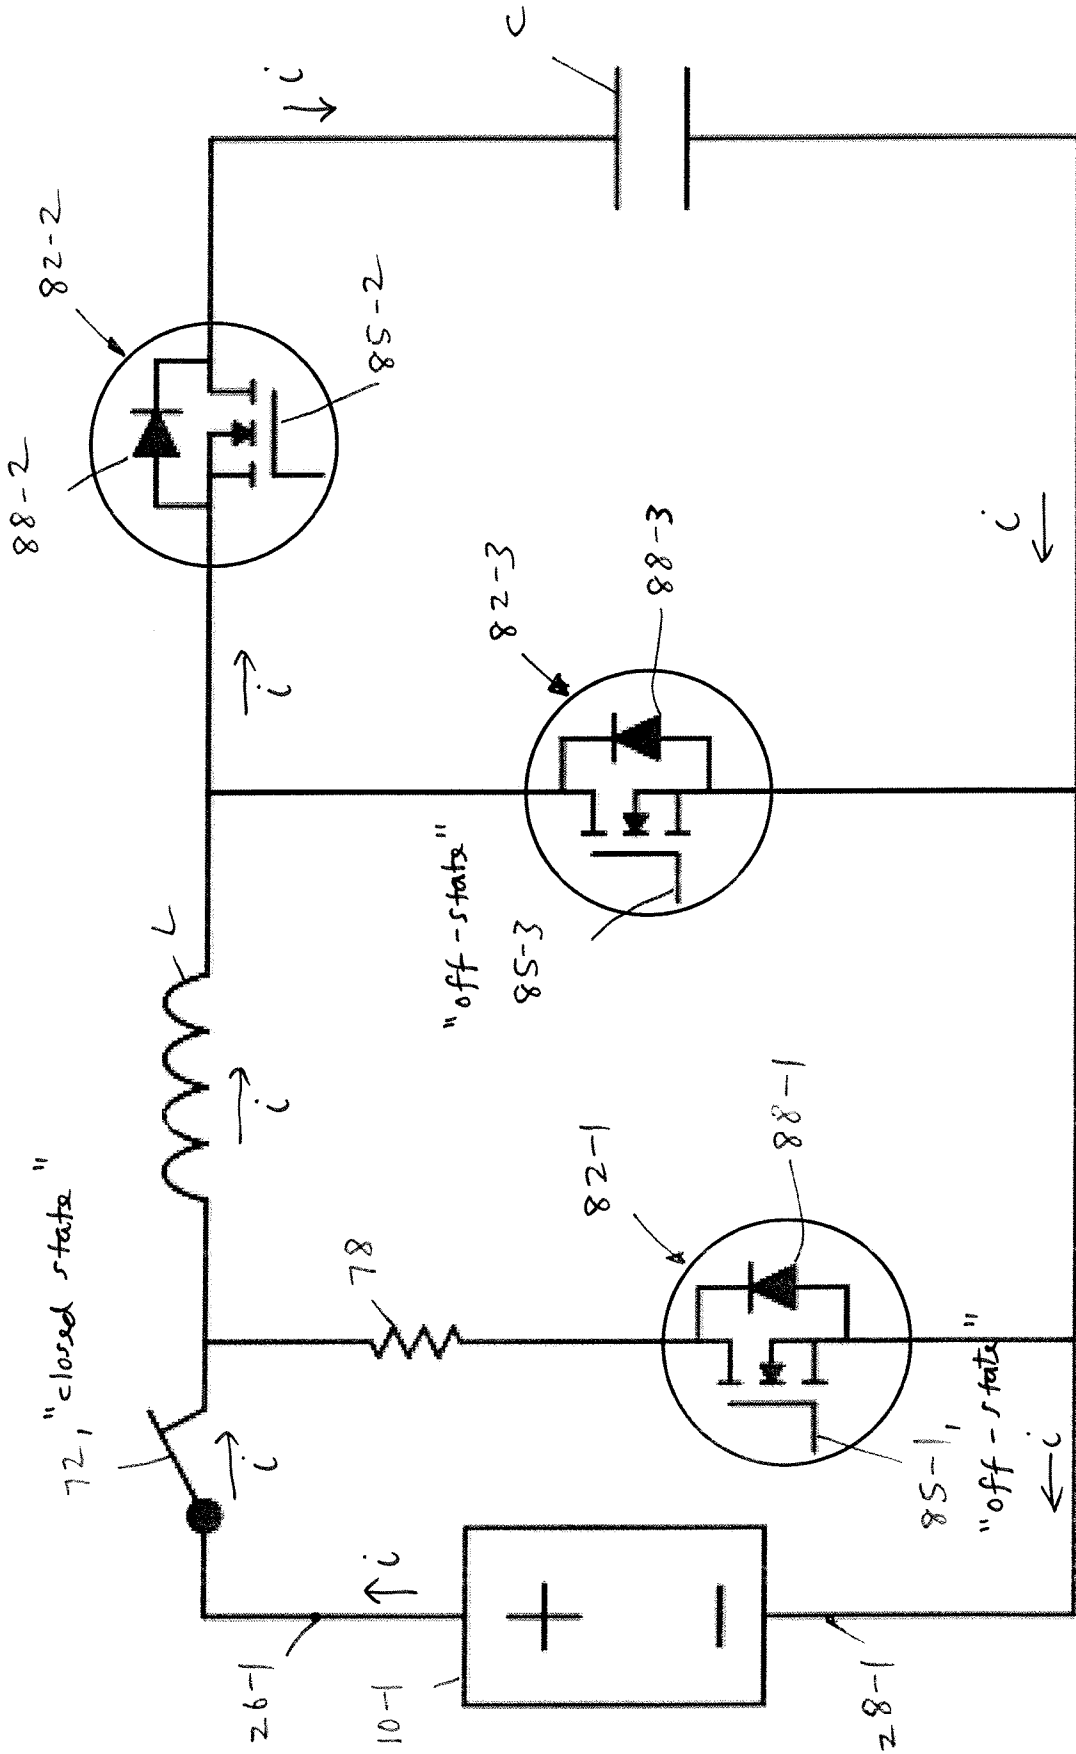 72, "closed state"
L
i
i
88-2
82-2
i
i
85-2
C
26-1
i
78
"off-state"
85-3
82-3
88-3
10-1
+
−
82-1
88-1
85-1,
"off-state"
28-1
i
i